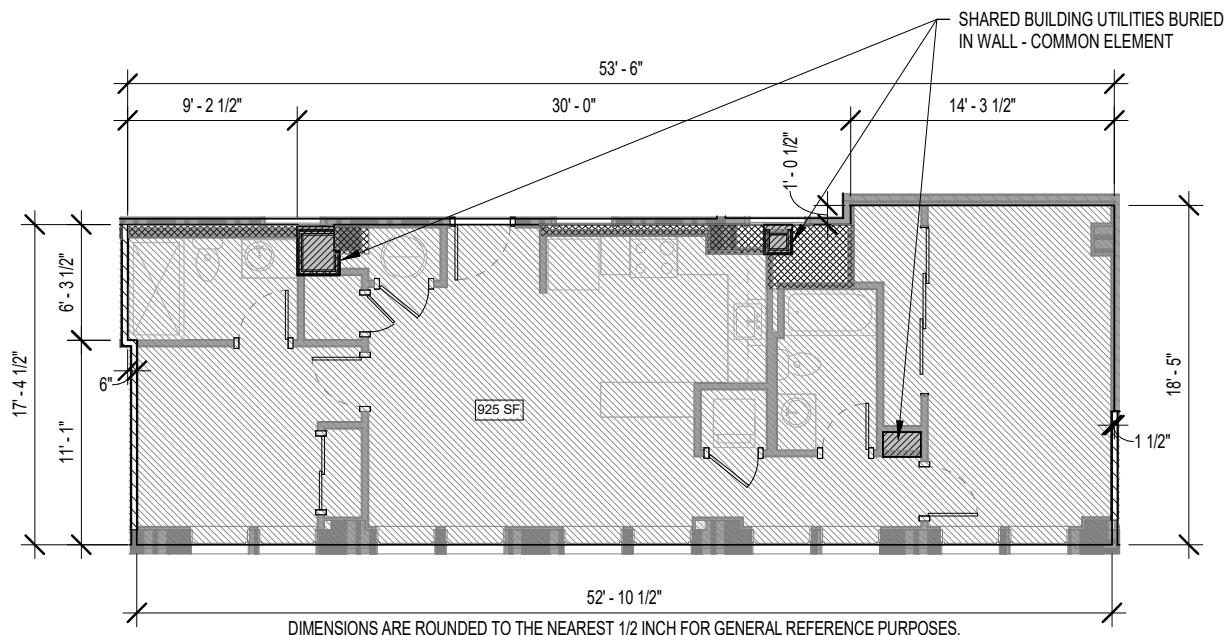 SHARED BUILDING UTILITIES BURIED
IN WALL - COMMON ELEMENT
53' - 6"
9' - 2 1/2"
30' - 0"
14' - 3 1/2"
1' - 0 1/2"
6' - 3 1/2"
17' - 4 1/2"
6"
11' - 1"
925 SF
18' - 5"
1 1/2"
52' - 10 1/2"
DIMENSIONS ARE ROUNDED TO THE NEAREST 1/2 INCH FOR GENERAL REFERENCE PURPOSES.